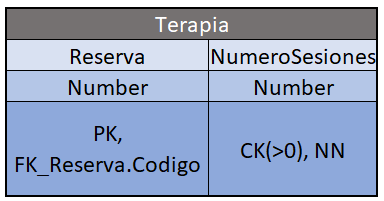 Terapia
Reserva NumeroSesiones
Number Number
PK,
FK_Reserva.Codigo
CK(>0), NN